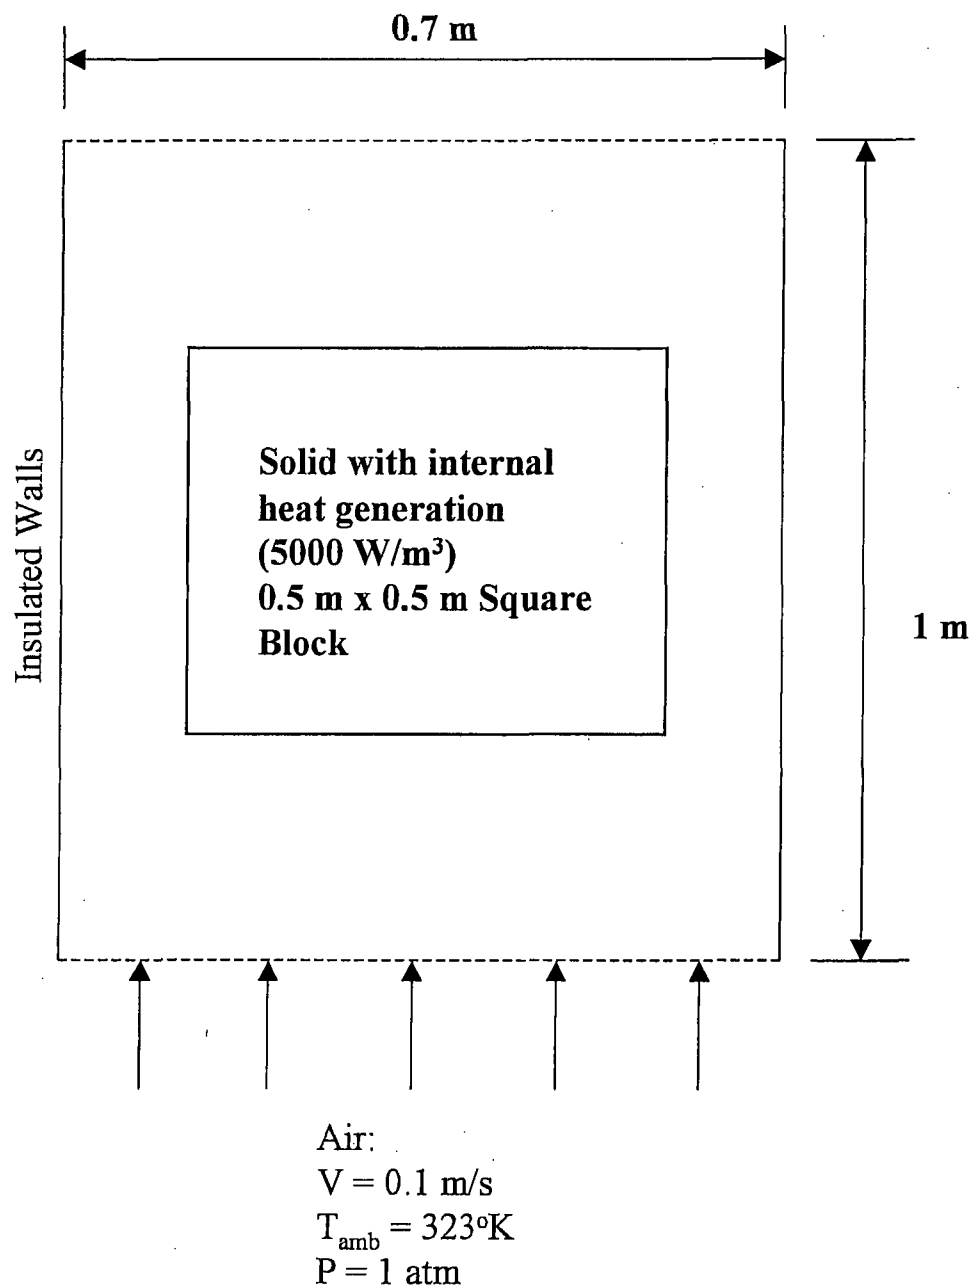 0.7 m
Insulated Walls
Solid with internal
heat generation
(5000 W/m³)
0.5 m x 0.5 m Square
Block
1 m
Air:
V = 0.1 m/s
Tamb = 323°K
P = 1 atm